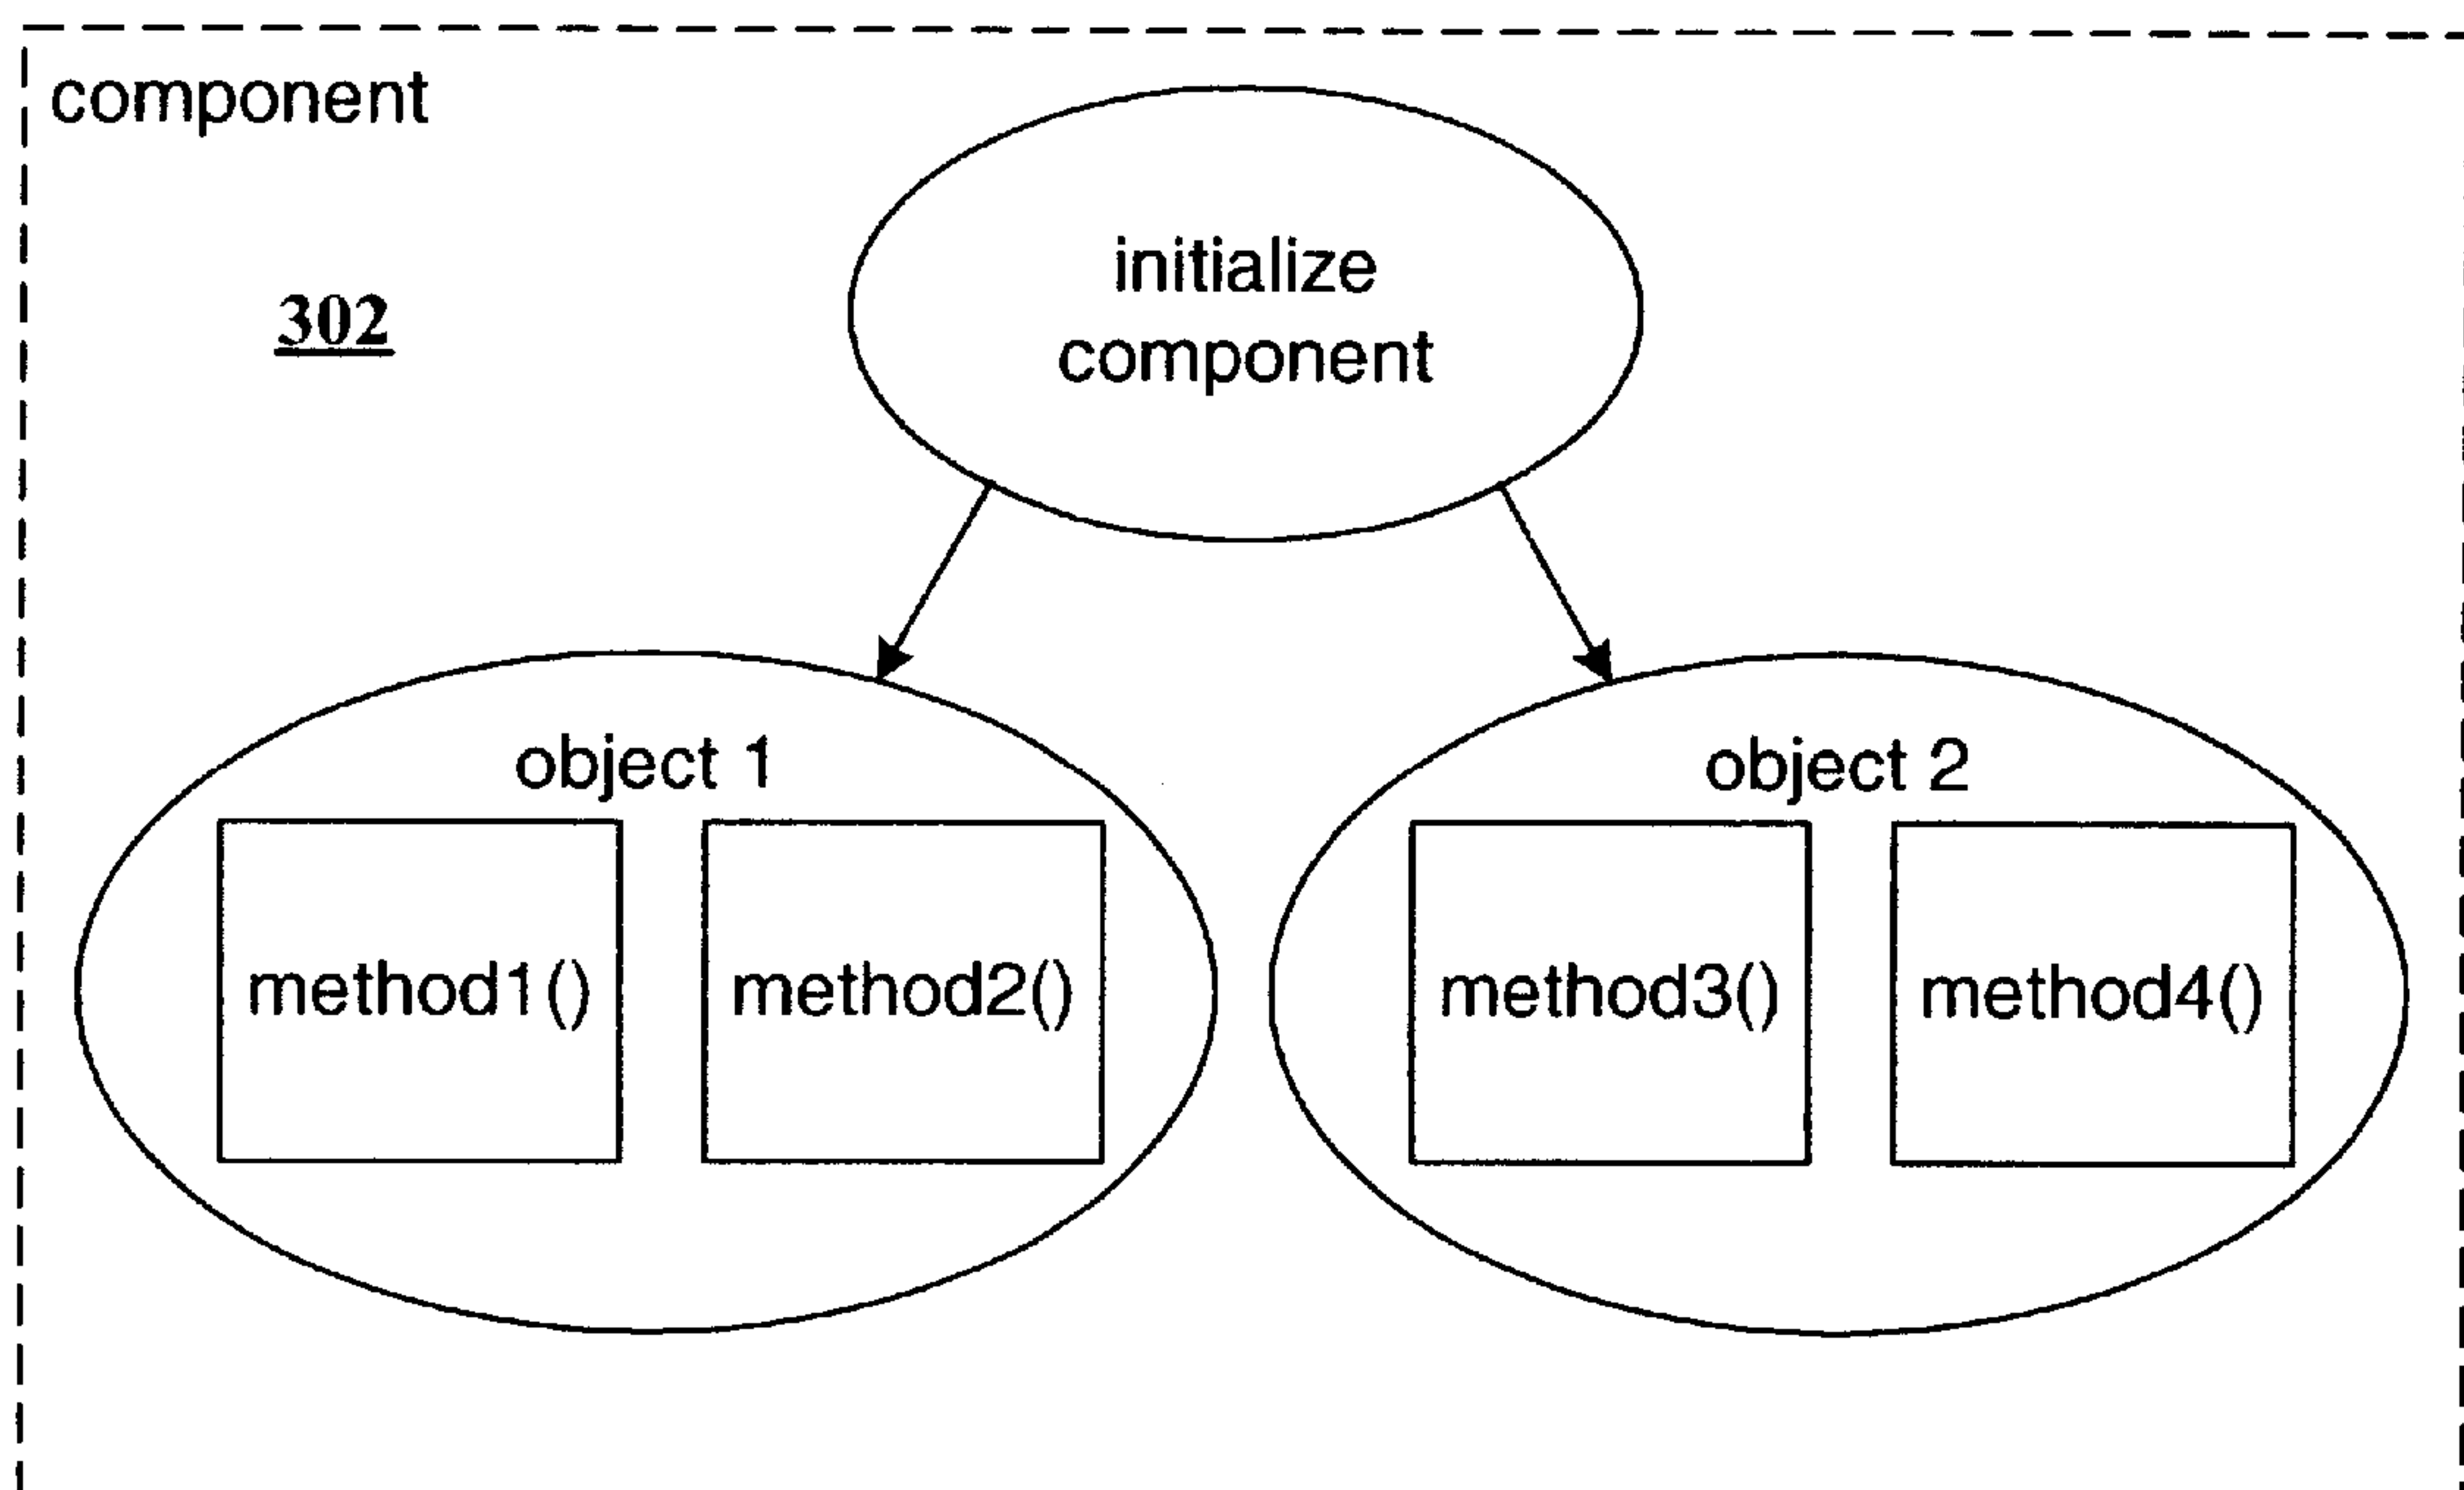 component
302
initialize
component
object 1
method1()
method2()
object 2
method3()
method4()